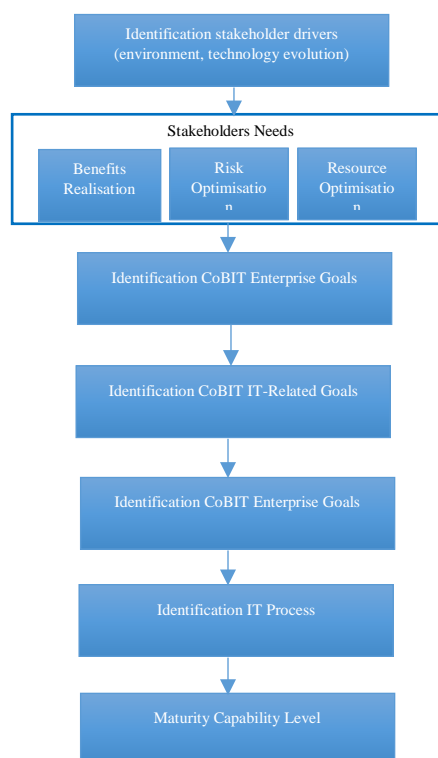 Identification stakeholder drivers
(environment, technology evolution)
Stakeholders Needs
Benefits
Realisation
Risk
Optimisatio
n
Resource
Optimisatio
n
Identification CoBIT Enterprise Goals
Identification CoBIT IT-Related Goals
Identification CoBIT Enterprise Goals
Identification IT Process
Maturity Capability Level